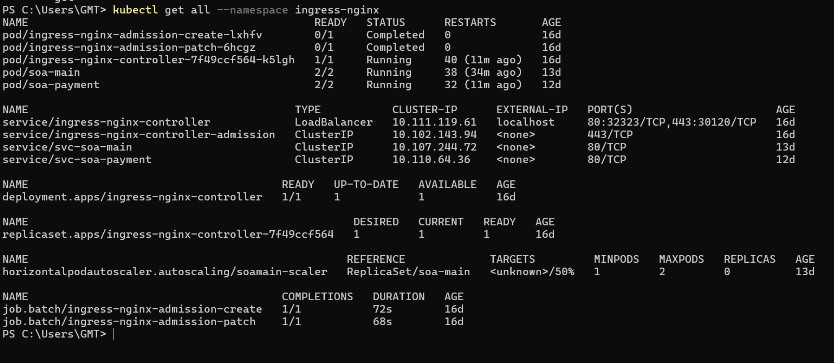 PS C:\Users\GMT> kubectl get all --namespace ingress-nginx
NAME READY STATUS RESTARTS AGE
pod/ingress-nginx-admission-create-lxhfv 0/1 Completed 0 16d
pod/ingress-nginx-admission-patch-6hcgz 0/1 Completed 0 16d
pod/ingress-nginx-controller-7f49ccf564-k5lgh 1/1 Running 40 (11m ago) 16d
pod/soa-main 2/2 Running 38 (34m ago) 13d
pod/soa-payment 2/2 Running 32 (11m ago) 12d
NAME TYPE CLUSTER-IP EXTERNAL-IP PORT(S) AGE
service/ingress-nginx-controller LoadBalancer 10.111.119.61 localhost 80:32323/TCP,443:30120/TCP 16d
service/ingress-nginx-controller-admission ClusterIP 10.102.143.94 <none> 443/TCP 16d
service/svc-soa-main ClusterIP 10.107.244.72 <none> 80/TCP 13d
service/svc-soa-payment ClusterIP 10.110.64.36 <none> 80/TCP 12d
NAME READY UP-TO-DATE AVAILABLE AGE
deployment.apps/ingress-nginx-controller 1/1 1 1 16d
NAME DESIRED CURRENT READY AGE
replicaset.apps/ingress-nginx-controller-7f49ccf564 1 1 1 16d
NAME REFERENCE TARGETS MINPODS MAXPODS REPLICAS AGE
horizontalpodautoscaler.autoscaling/soamain-scaler ReplicaSet/soa-main <unknown>/50% 1 2 0 13d
NAME COMPLETIONS DURATION AGE
job.batch/ingress-nginx-admission-create 1/1 72s 16d
job.batch/ingress-nginx-admission-patch 1/1 68s 16d
PS C:\Users\GMT>